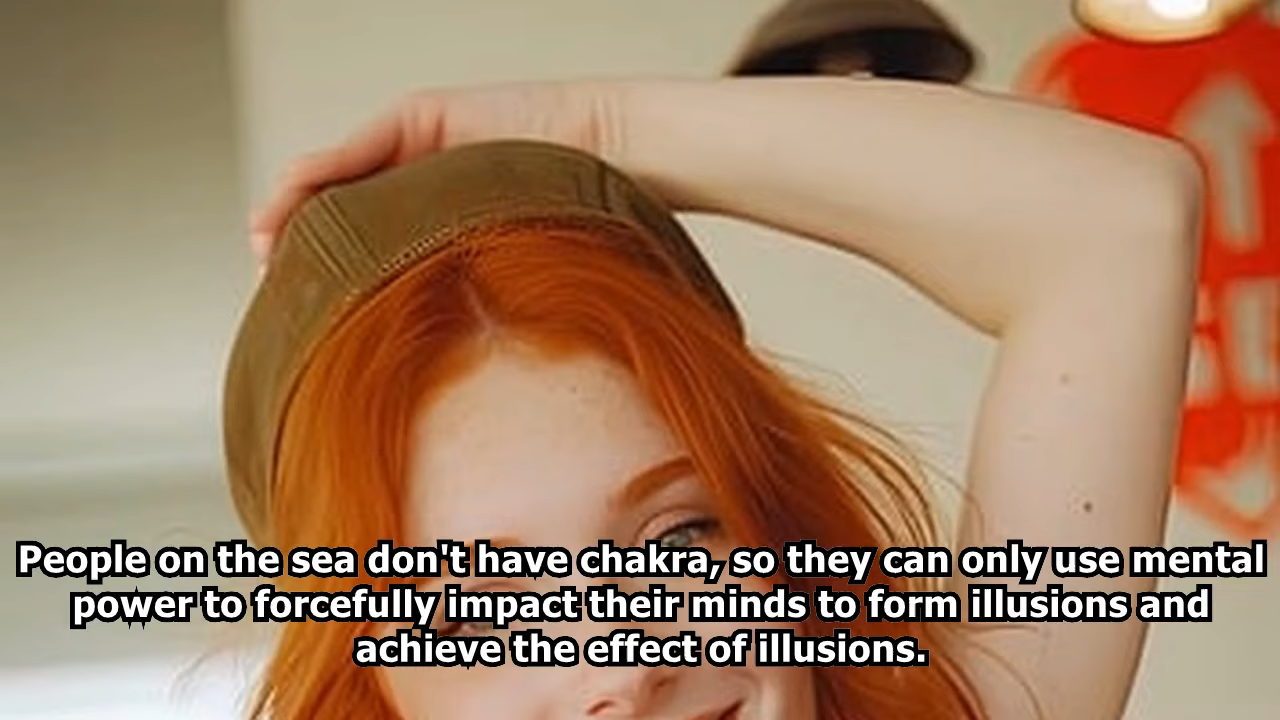 People on the sea don't have chakra, so they can only use mental
power to forcefully impact their minds to form illusions and
achieve the effect of illusions.